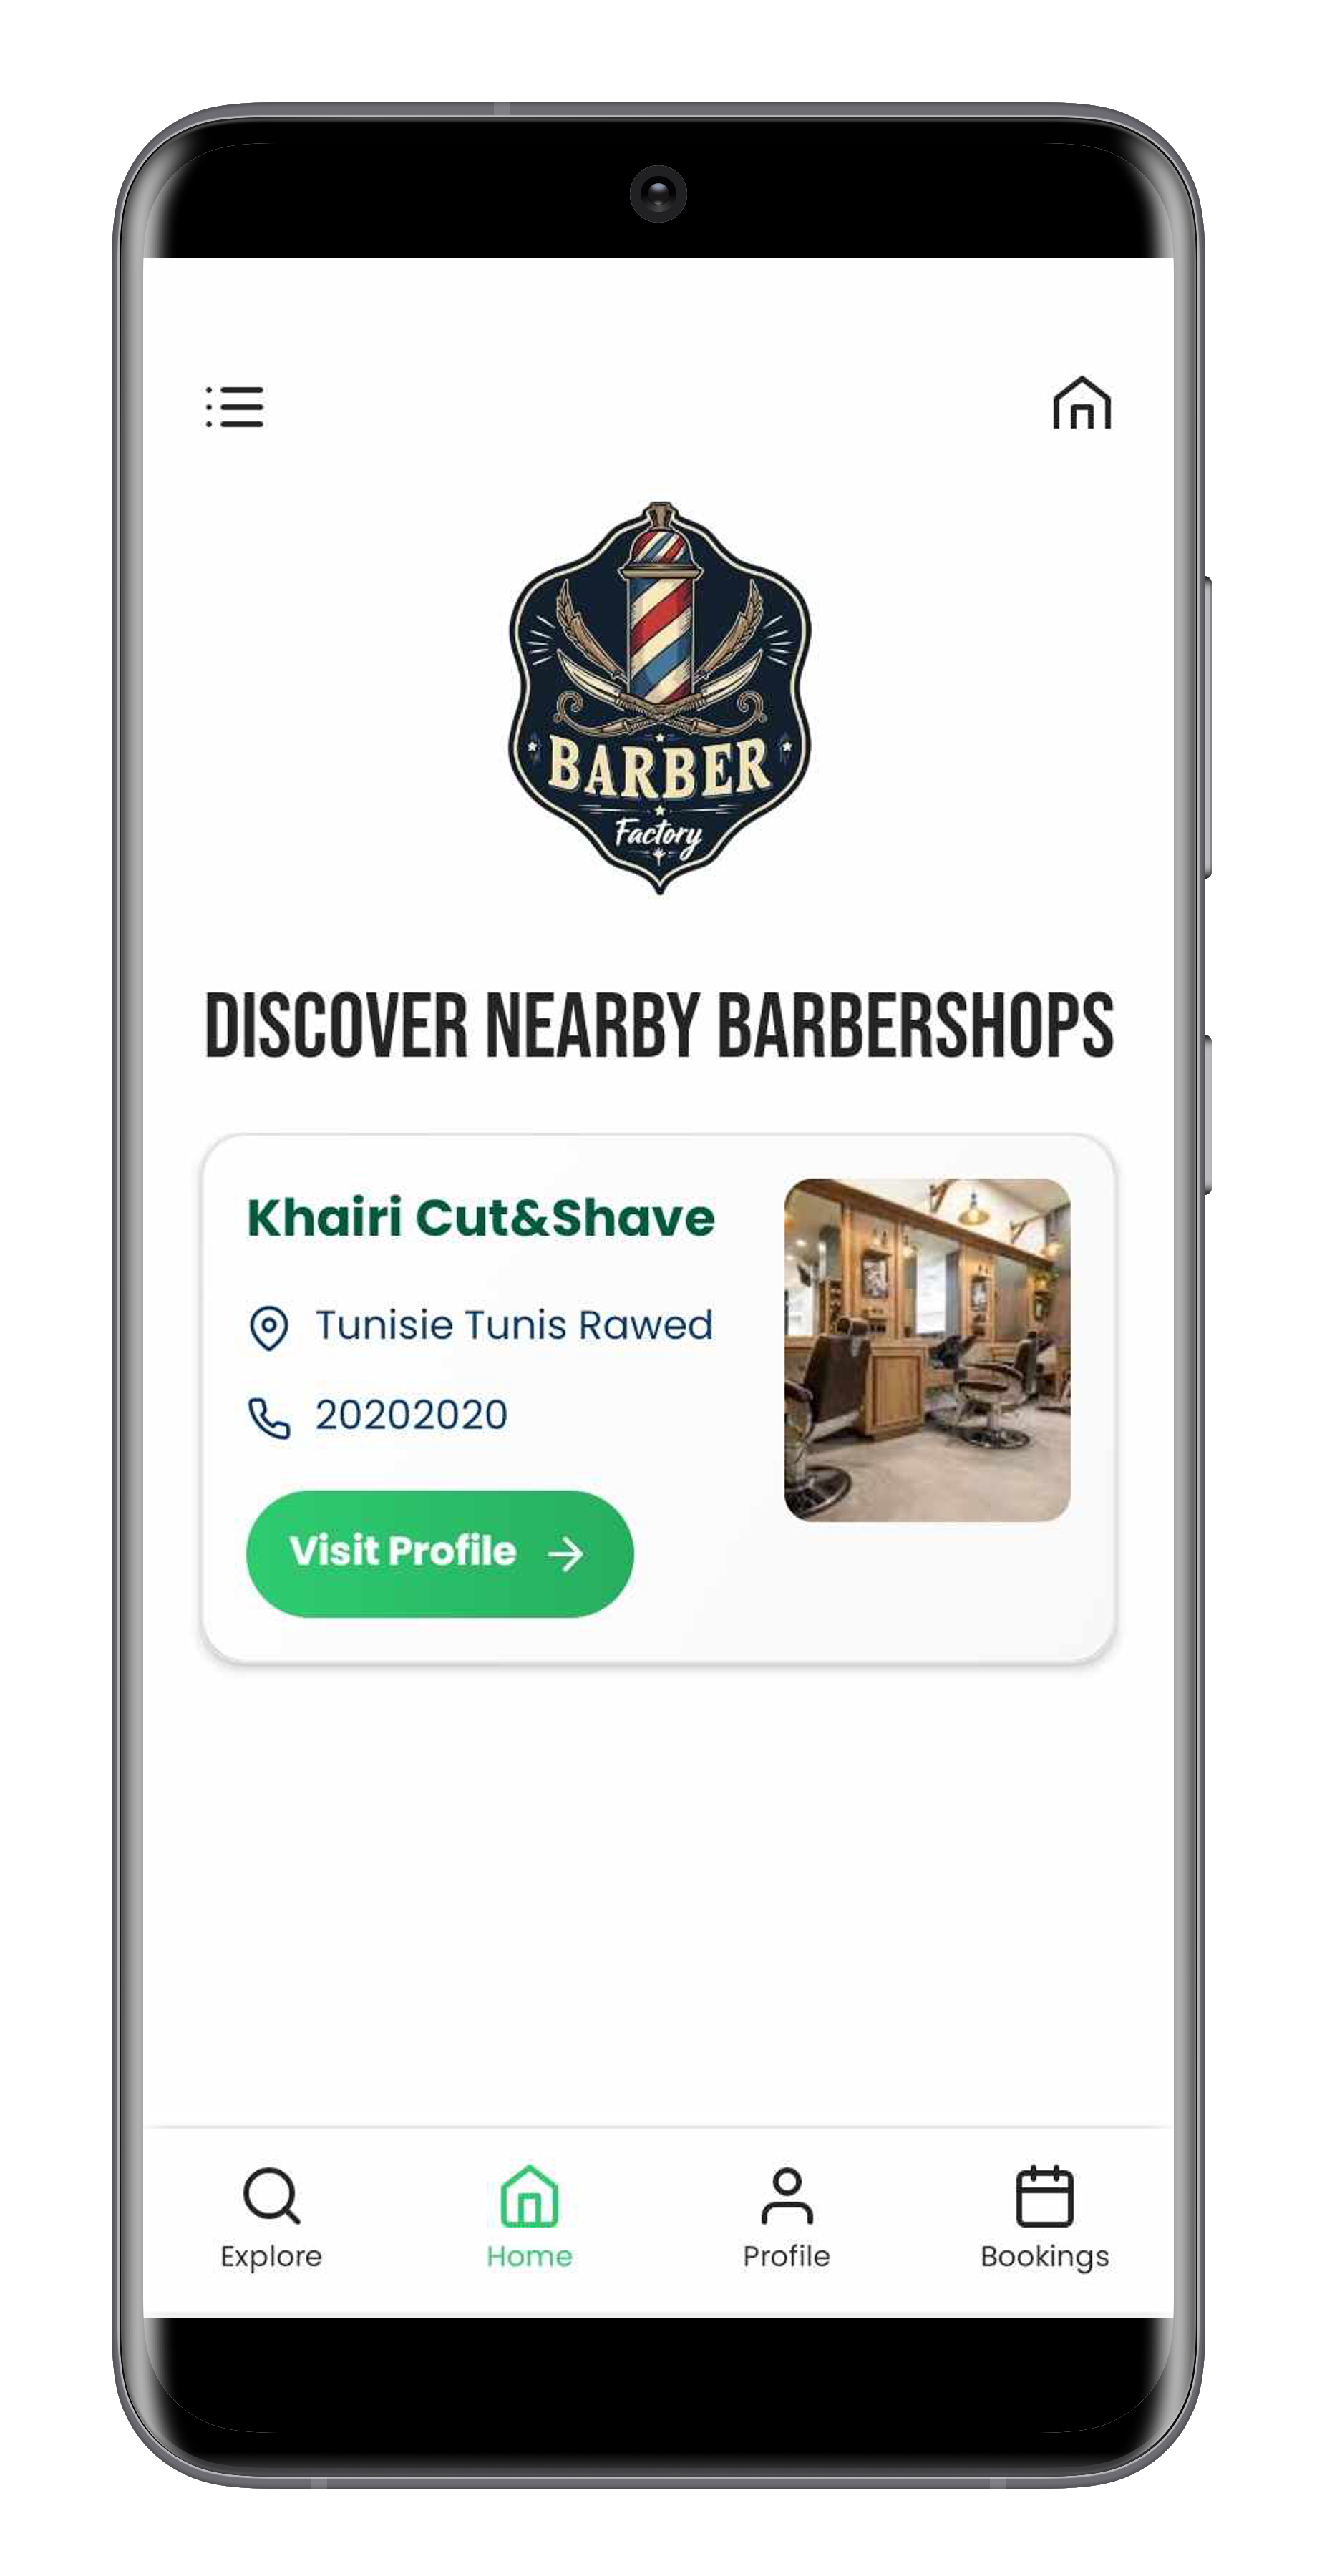 BARBER
Factory
DISCOVER NEARBY BARBERSHOPS
Khairi Cut&Shave
Tunisie Tunis Rawed
20202020
Visit Profile
Explore
Home
Profile
Bookings